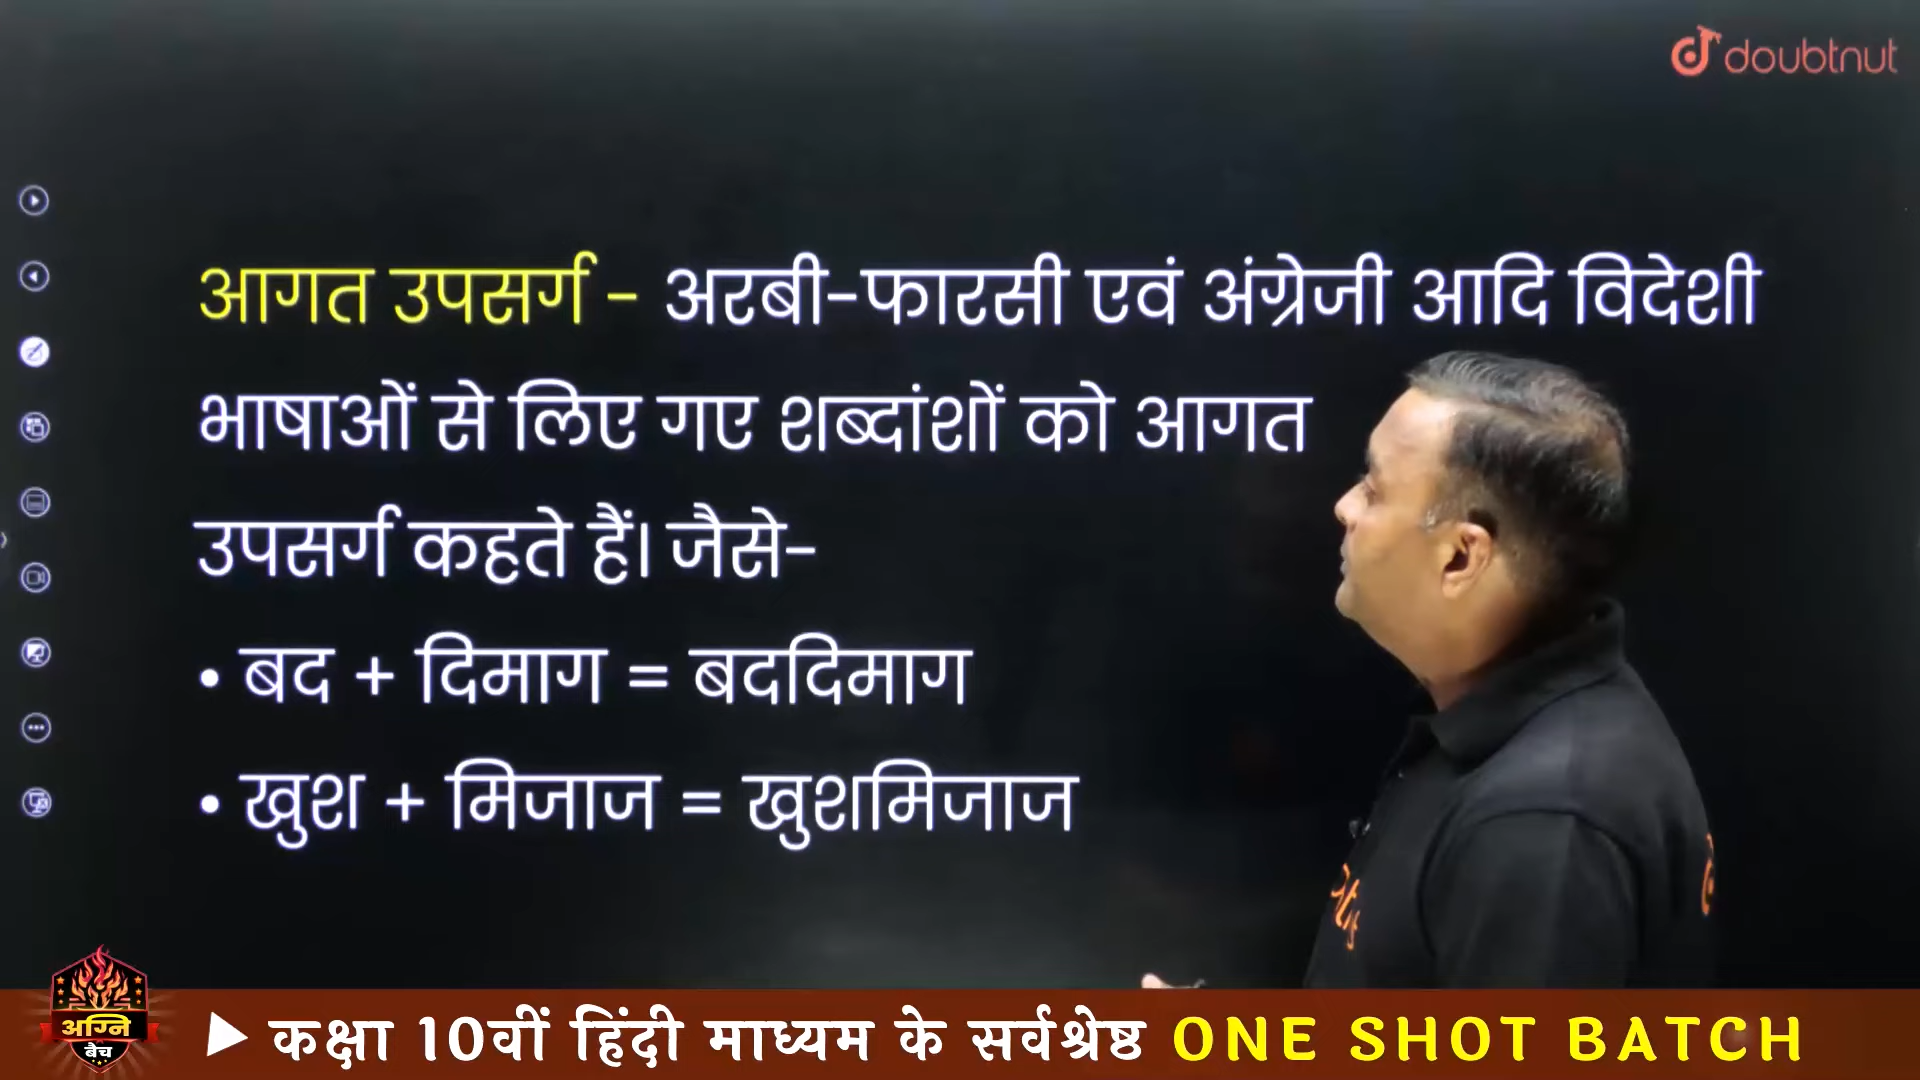 doubtnut
आगत उपसर्ग - अरबी-फारसी एवं अंग्रेजी आदि विदेशी
भाषाओं से लिए गए शब्दांशों को आगत
उपसर्ग कहते हैं। जैसे-
• बद + दिमाग = बददिमाग
• खुश + मिजाज = खुशमिजाज
अग्नि
बैच
कक्षा 10वीं हिंदी माध्यम के सर्वश्रेष्ठ ONE SHOT BATCH